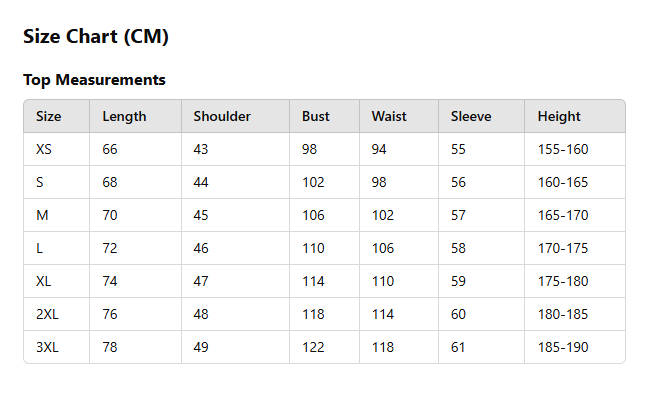 Size Chart (CM)
Top Measurements
Size Length Shoulder Bust Waist Sleeve Height
XS 66 43 98 94 55 155-160
S 68 44 102 98 56 160-165
M 70 45 106 102 57 165-170
L 72 46 110 106 58 170-175
XL 74 47 114 110 59 175-180
2XL 76 48 118 114 60 180-185
3XL 78 49 122 118 61 185-190